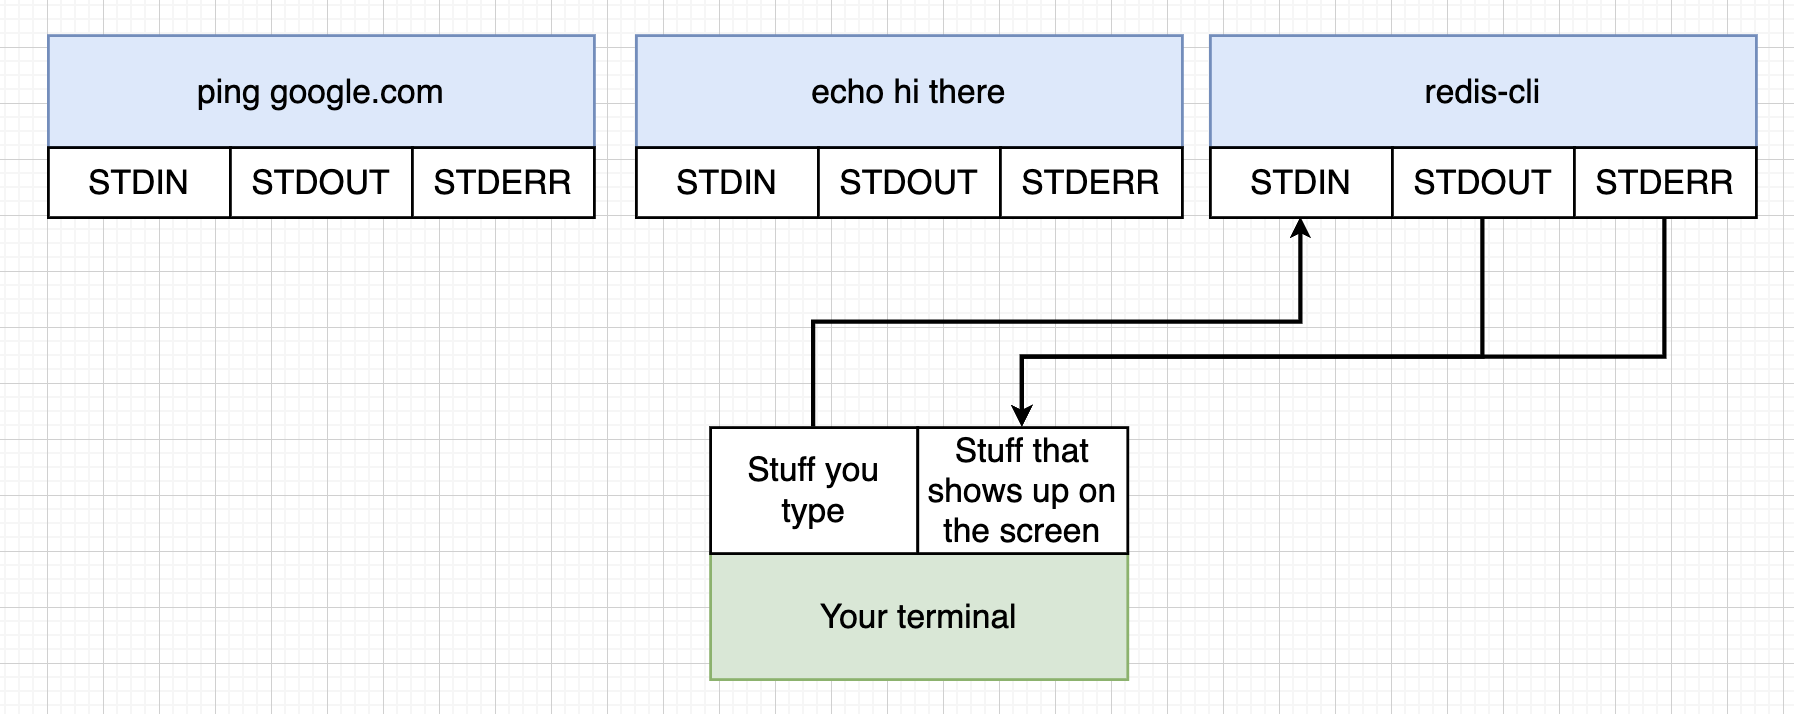 ping google.com
echo hi there
redis-cli
STDIN
STDOUT
STDERR
STDIN
STDOUT
STDERR
STDIN
STDOUT
STDERR
Stuff you
type
Stuff that
shows up on
the screen
Your terminal